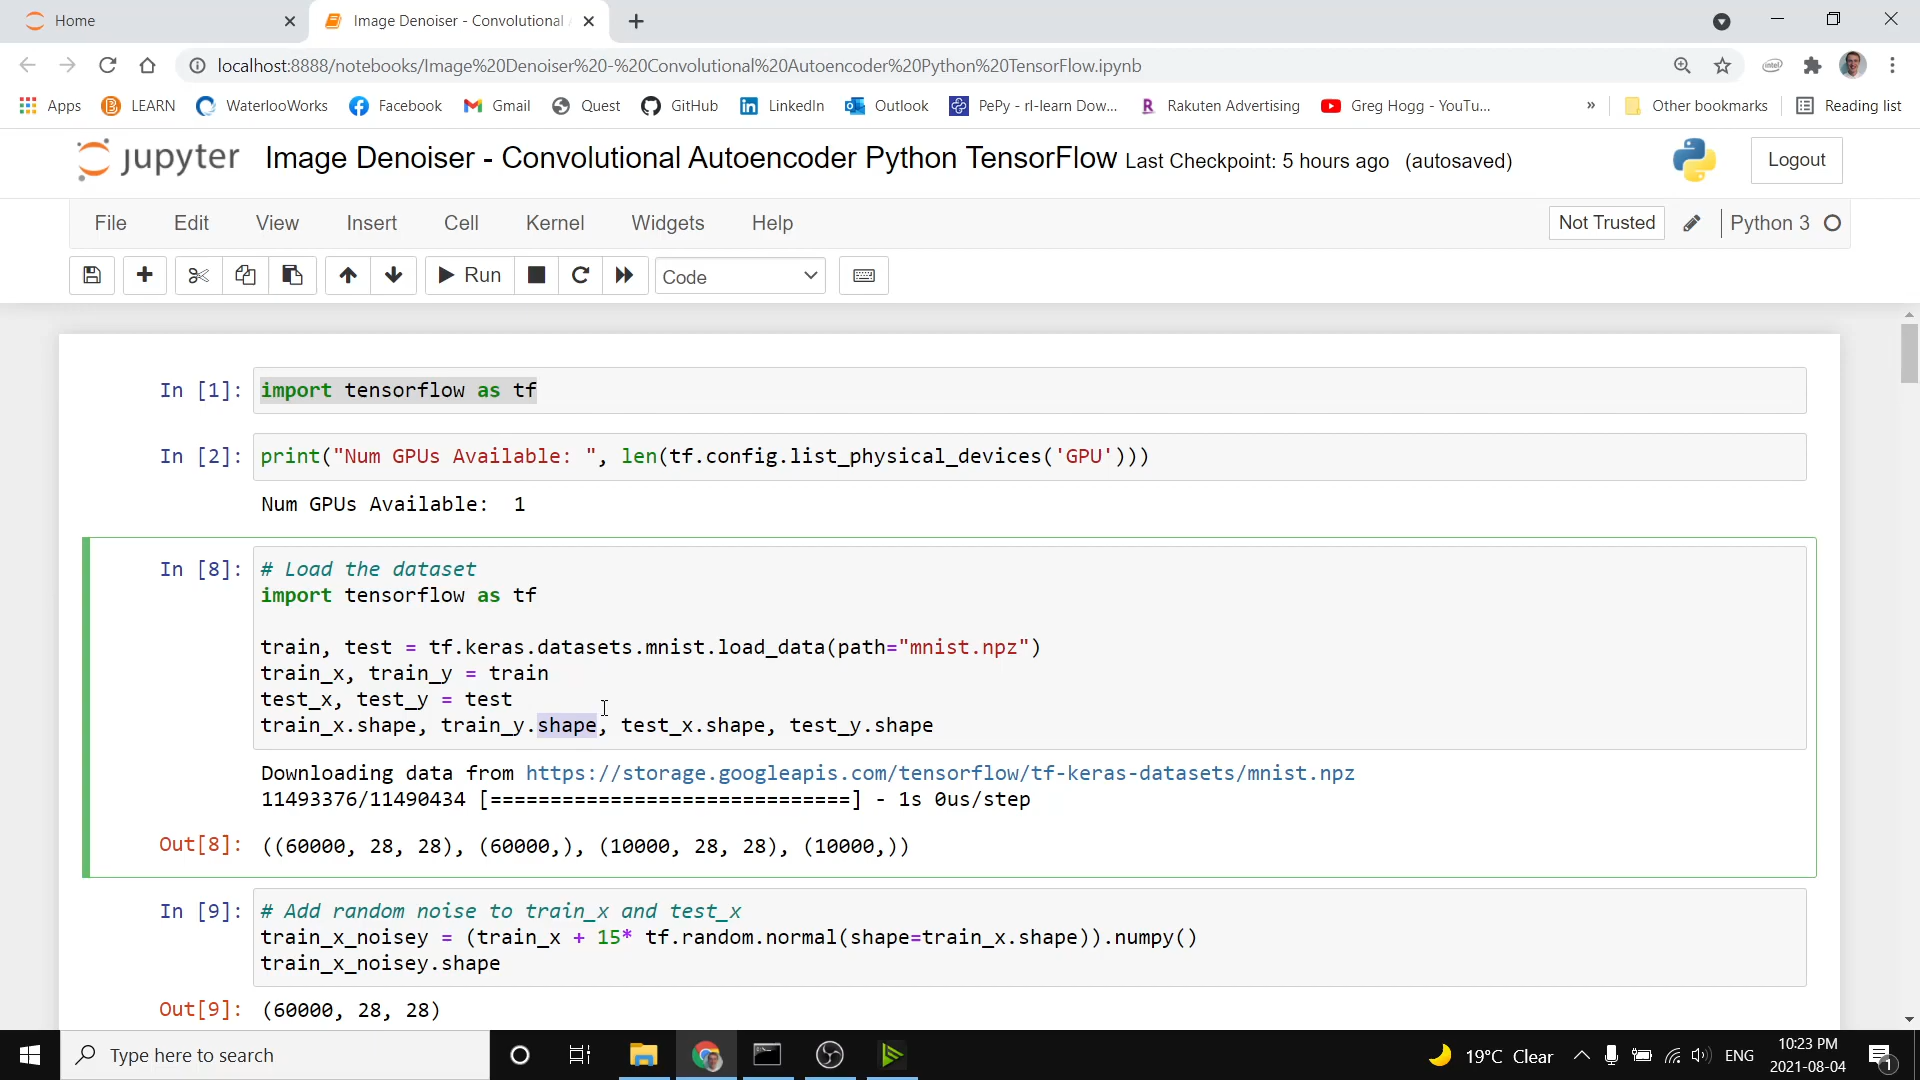 Home
Image Denoiser - Convolutional
localhost:8888/notebooks/Image%20Denoiser%20-%20Convolutional%20Autoencoder%20Python%20TensorFlow.ipynb
Apps LEARN WaterlooWorks Facebook Gmail Quest GitHub LinkedIn Outlook PePy - rl-learn Dow... Rakuten Advertising Greg Hogg - YouTu... » Other bookmarks Reading list
jupyter Image Denoiser - Convolutional Autoencoder Python TensorFlow Last Checkpoint: 5 hours ago (autosaved) Logout
File Edit View Insert Cell Kernel Widgets Help Not Trusted Python 3
Run Code
In [1]: import tensorflow as tf
In [2]: print("Num GPUs Available: ", len(tf.config.list_physical_devices('GPU')))
Num GPUs Available:  1
In [8]: # Load the dataset
import tensorflow as tf
train, test = tf.keras.datasets.mnist.load_data(path="mnist.npz")
train_x, train_y = train
test_x, test_y = test
train_x.shape, train_y.shape, test_x.shape, test_y.shape
Downloading data from https://storage.googleapis.com/tensorflow/tf-keras-datasets/mnist.npz
11493376/11490434 [==============================] - 1s 0us/step
Out[8]: ((60000, 28, 28), (60000,), (10000, 28, 28), (10000,))
In [9]: # Add random noise to train_x and test_x
train_x_noisey = (train_x + 15* tf.random.normal(shape=train_x.shape)).numpy()
train_x_noisey.shape
Out[9]: (60000, 28, 28)
Type here to search
19°C Clear ENG
10:23 PM
2021-08-04
1